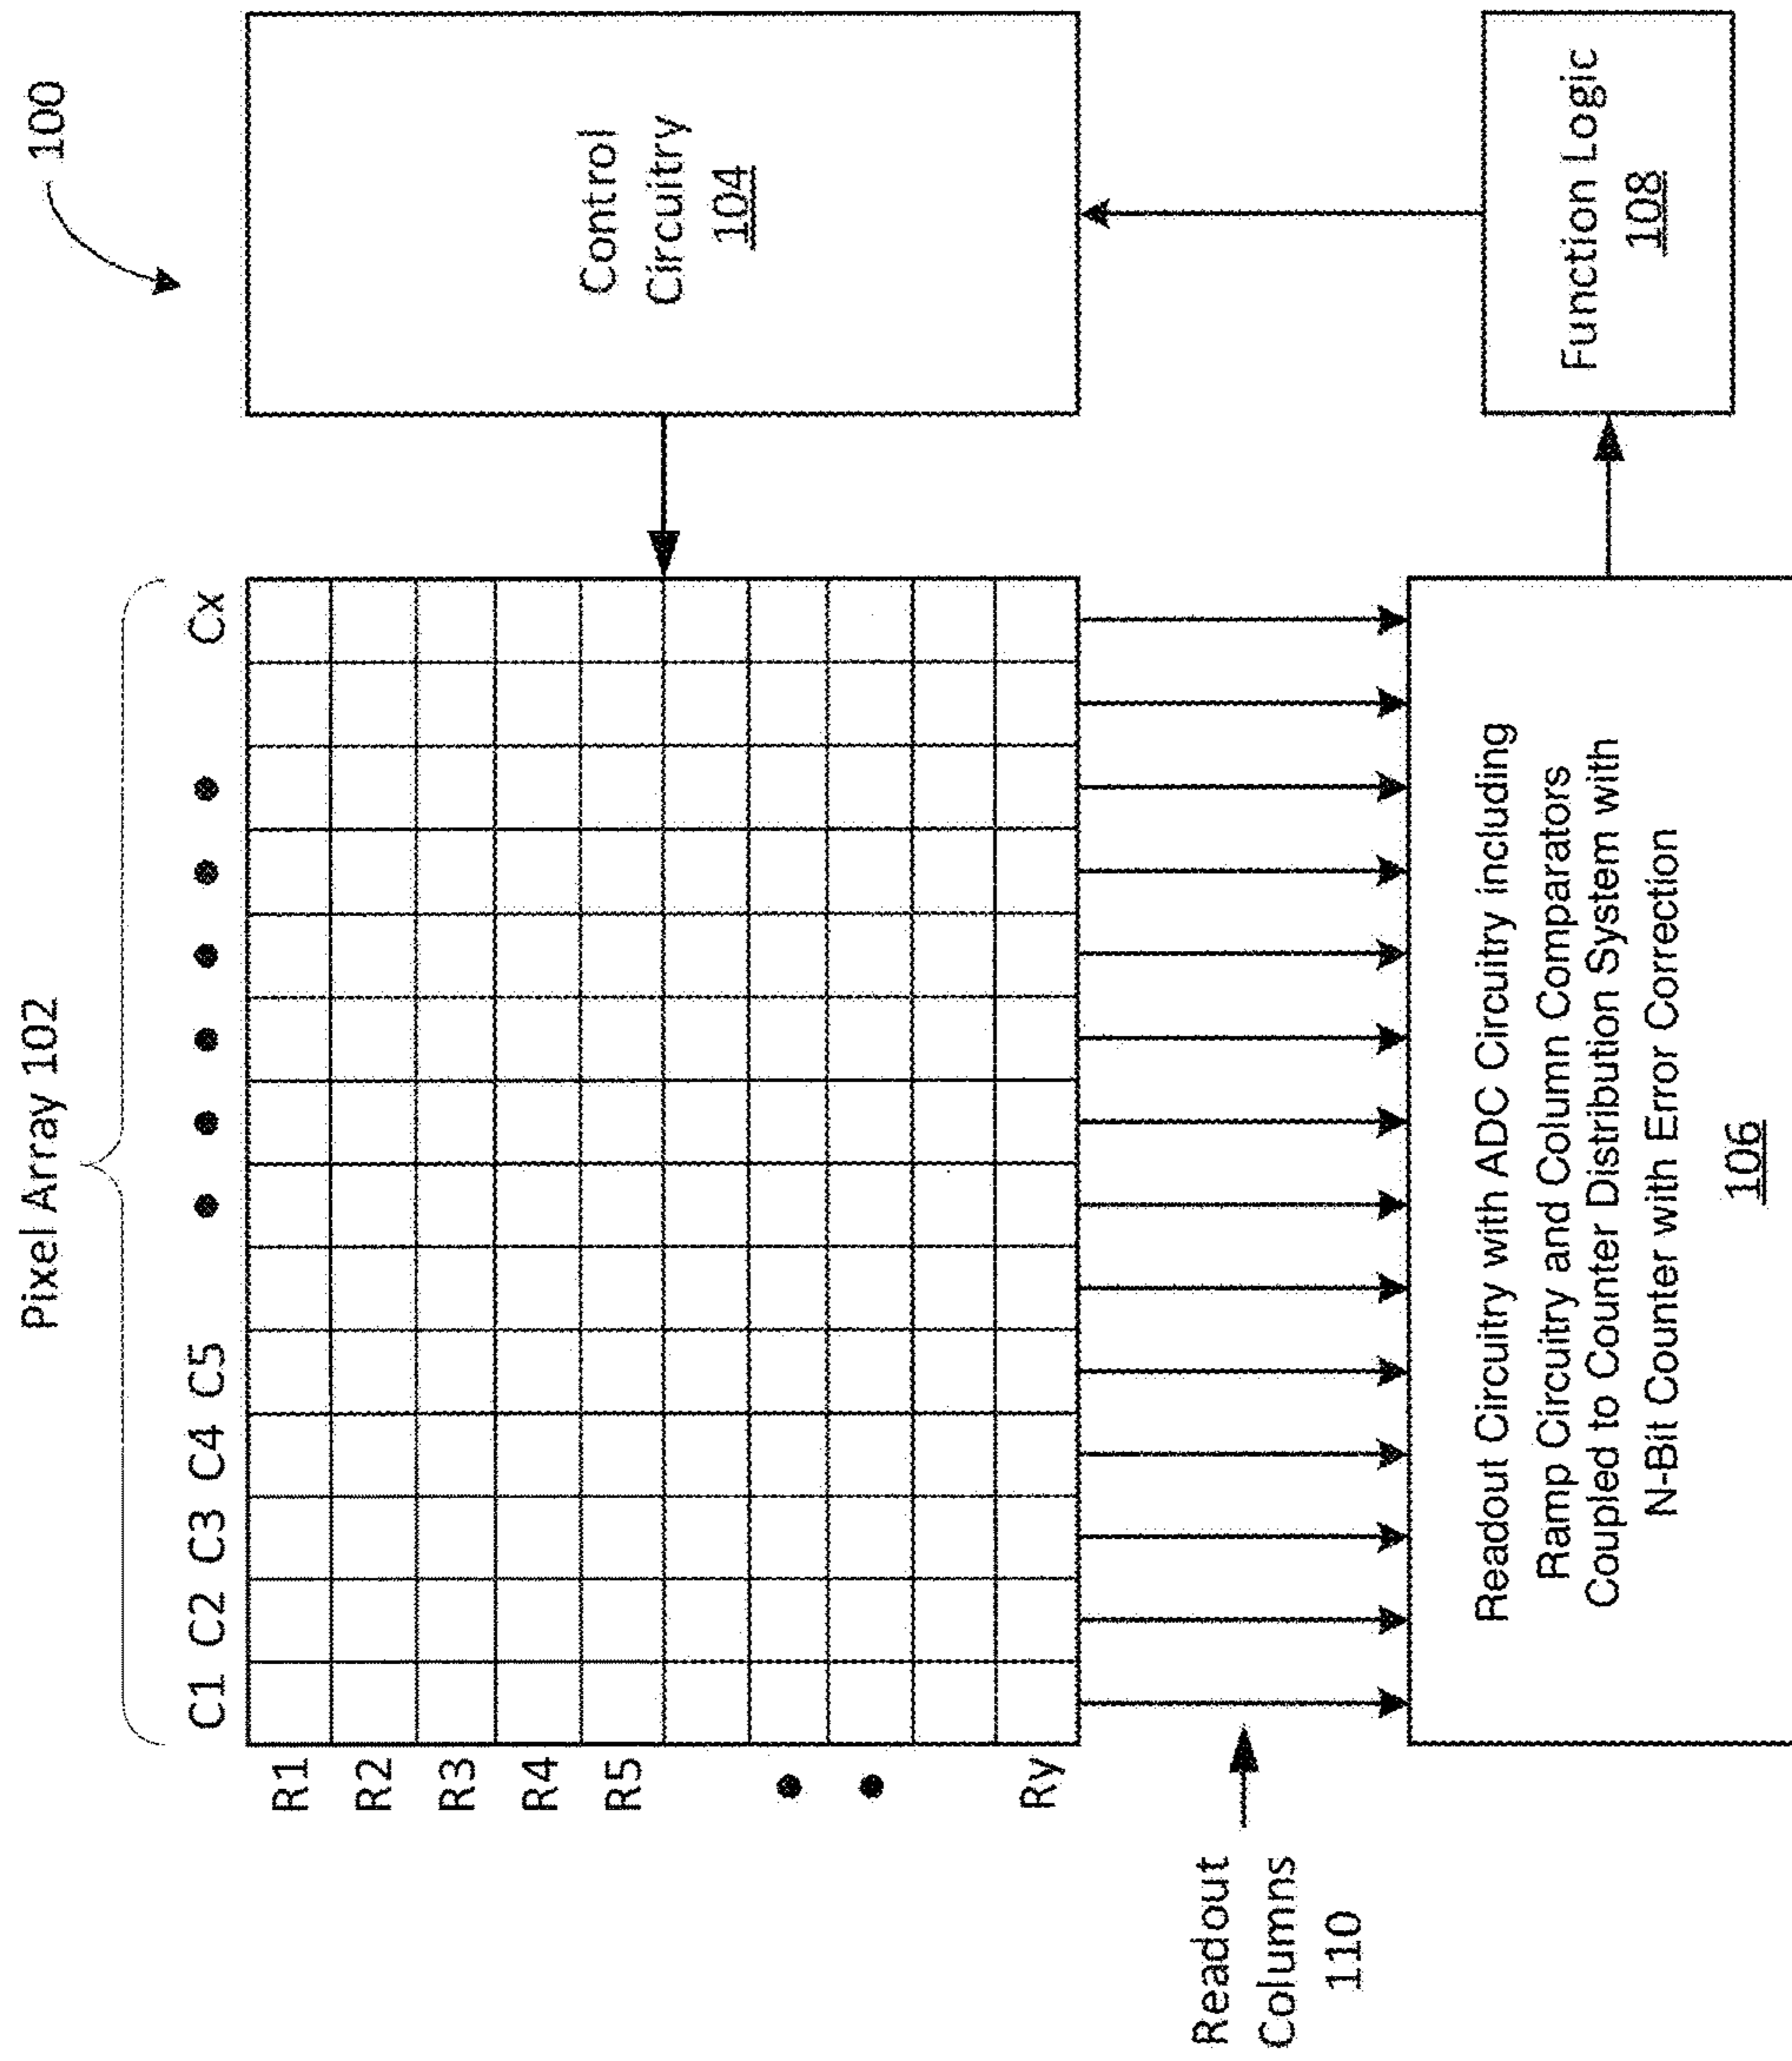 100
Pixel Array 102
C1 C2 C3 C4 C5 Cx
R1
R2
R3
R4
R5
Ry
Control
Circuitry
104
Readout
Columns
110
Readout Circuitry with ADC Circuitry including
Ramp Circuitry and Column Comparators
Coupled to Counter Distribution System with
N-Bit Counter with Error Correction
106
Function Logic
108